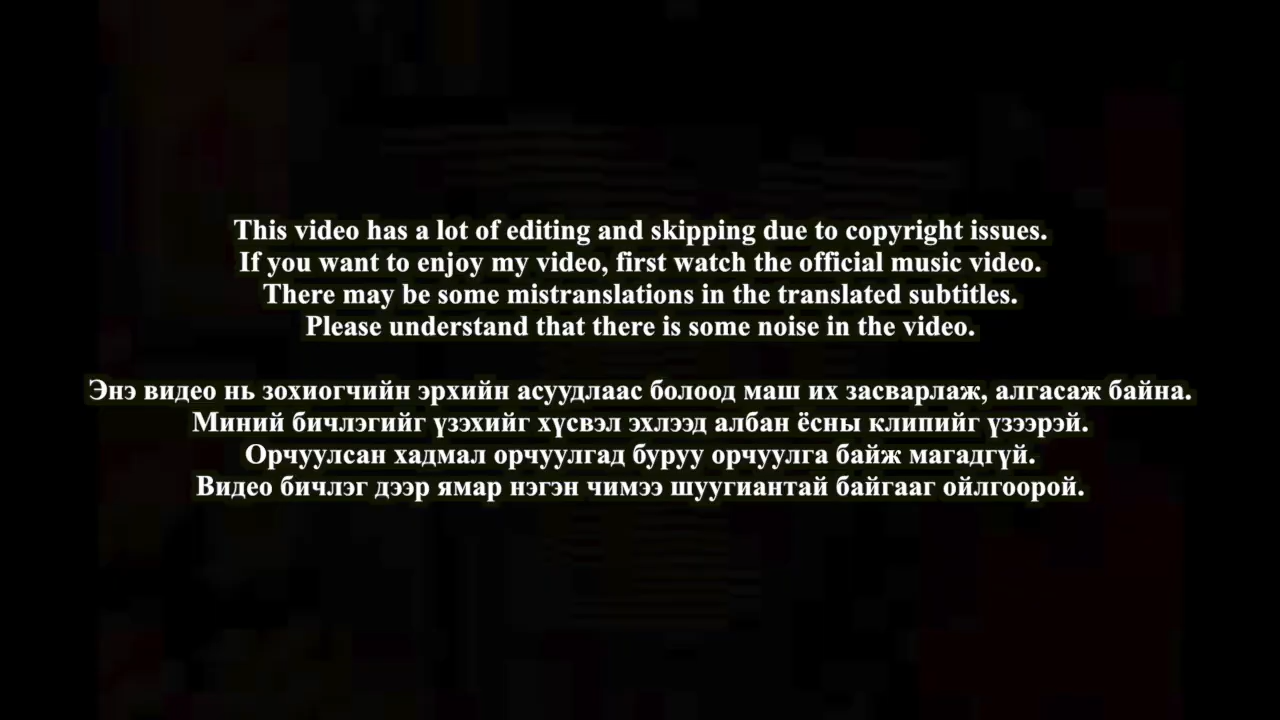 This video has a lot of editing and skipping due to copyright issues.
If you want to enjoy my video, first watch the official music video.
There may be some mistranslations in the translated subtitles.
Please understand that there is some noise in the video.
Энэ видео нь зохиогчийн эрхийн асуудлаас болоод маш их засварлаж, алгасаж байна.
Миний бичлэгийг үзэхийг хүсвэл эхлээд албан ёсны клипийг үзээрэй.
Орчуулсан хадмал орчуулгад буруу орчуулга байж магадгүй.
Видео бичлэг дээр ямар нэгэн чимээ шуугиантай байгааг ойлгоорой.